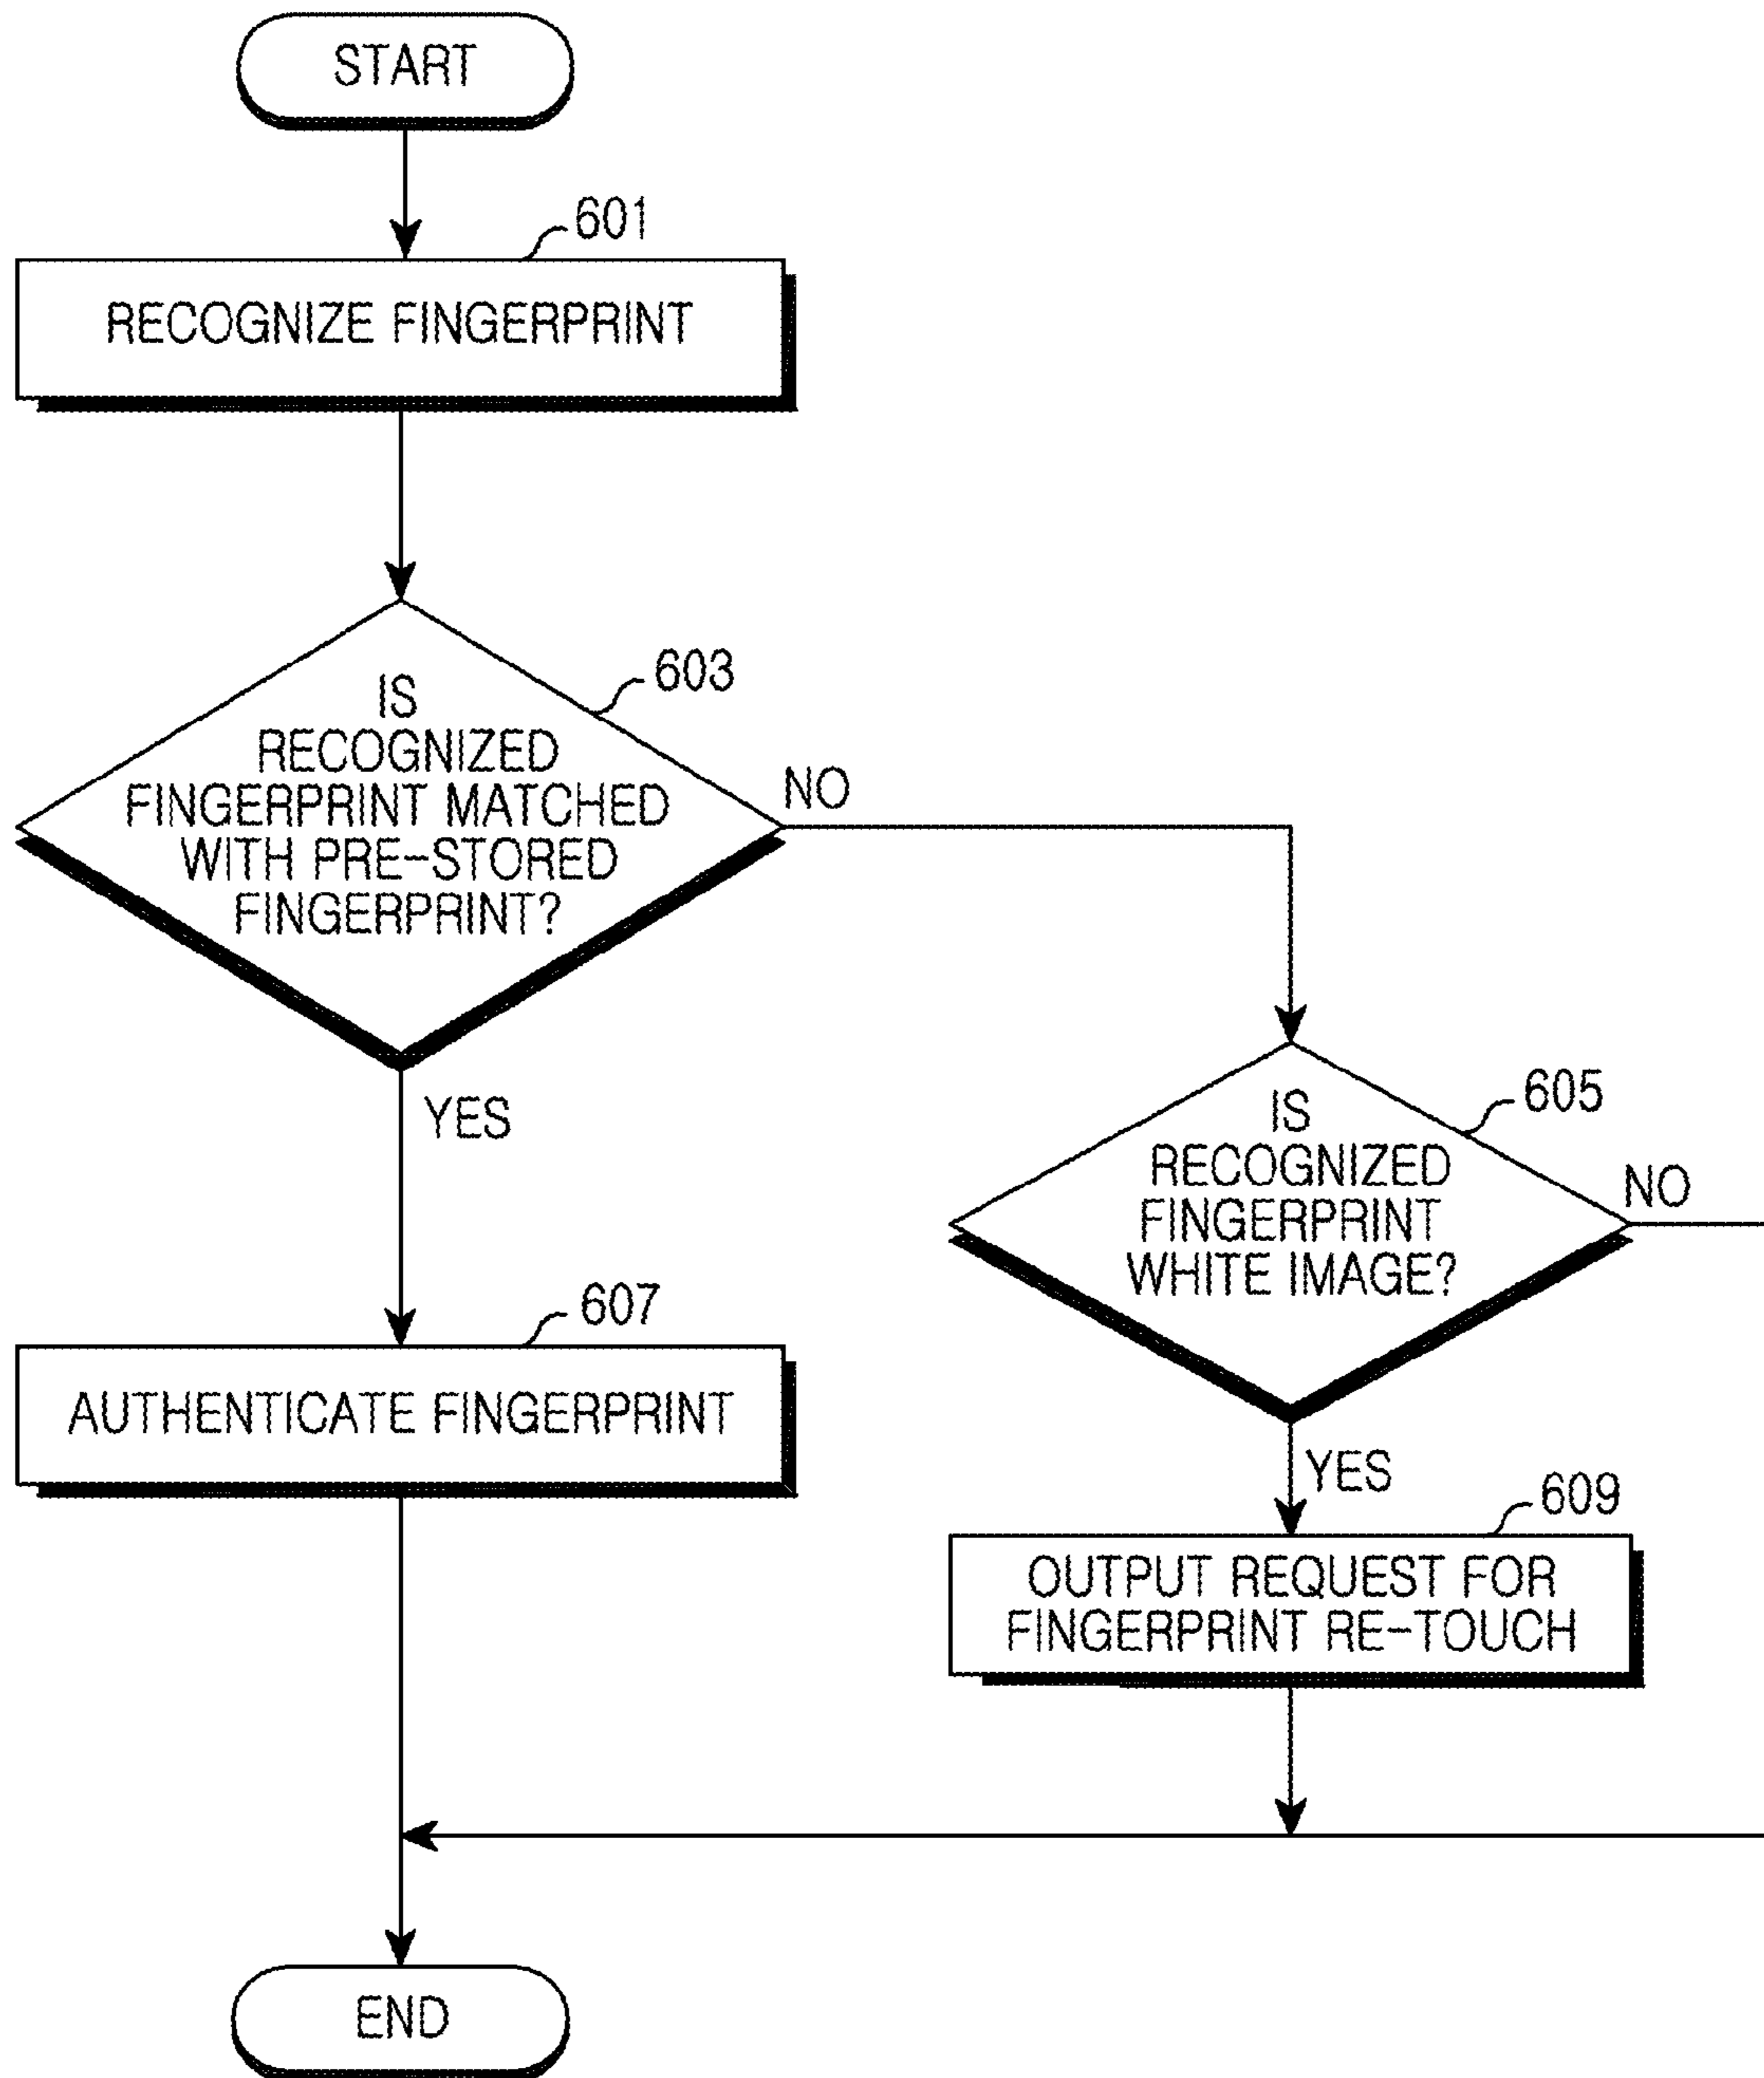 START
601
RECOGNIZE FINGERPRINT
603
IS
RECOGNIZED
FINGERPRINT MATCHED
WITH PRE-STORED
FINGERPRINT?
NO
YES
605
IS
RECOGNIZED
FINGERPRINT
WHITE IMAGE?
NO
YES
607
AUTHENTICATE FINGERPRINT
609
OUTPUT REQUEST FOR
FINGERPRINT RE-TOUCH
END